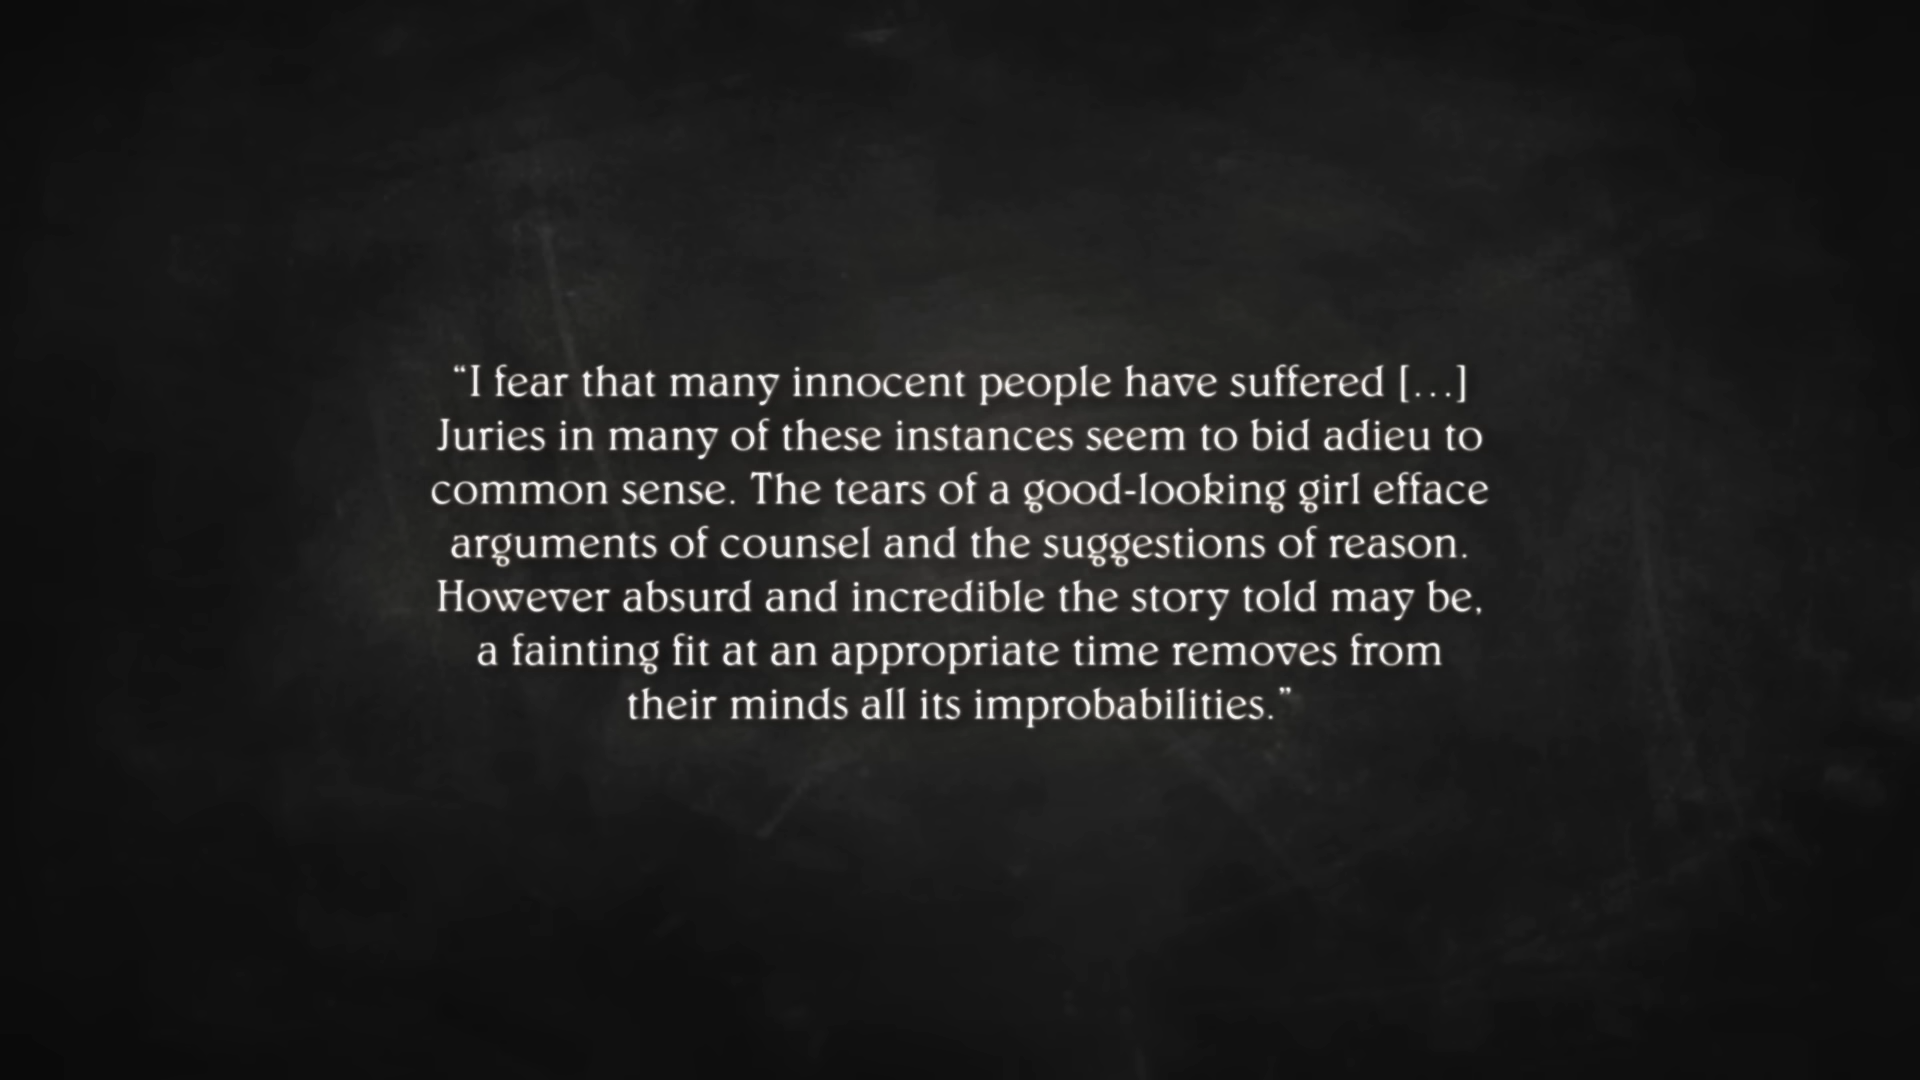 “I fear that many innocent people have suffered […]
Juries in many of these instances seem to bid adieu to
common sense. The tears of a good-looking girl efface
arguments of counsel and the suggestions of reason.
However absurd and incredible the story told may be,
a fainting fit at an appropriate time removes from
their minds all its improbabilities.”